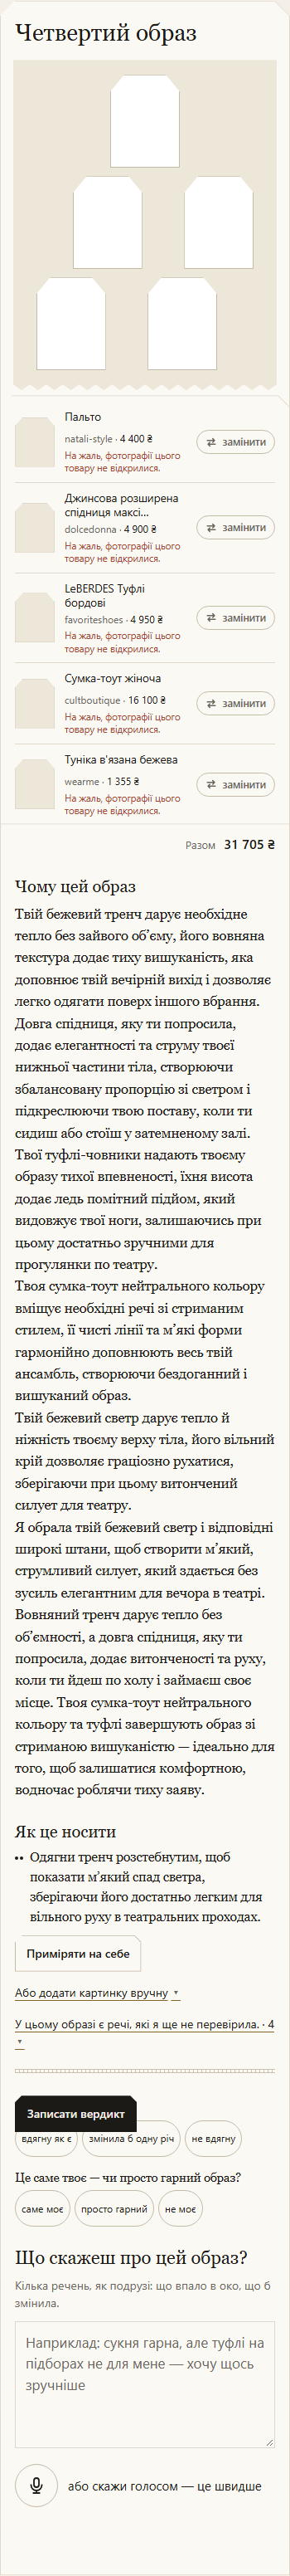 Четвертий образ
Пальто
natali-style · 4 400 ₴
На жаль, фотографії цього
товару не відкрилися.
замінити
Джинсова розширена
спідниця максі...
dolcedonna · 4 900 ₴
На жаль, фотографії цього
товару не відкрилися.
замінити
LeBERDES Туфлі
бордові
favoriteshoes · 4 950 ₴
На жаль, фотографії цього
товару не відкрилися.
замінити
Сумка-тоут жіноча
cultboutique · 16 100 ₴
На жаль, фотографії цього
товару не відкрилися.
замінити
Туніка в'язана бежева
wearme · 1 355 ₴
На жаль, фотографії цього
товару не відкрилися.
замінити
Разом 31 705 ₴
Чому цей образ
Твій бежевий тренч дарує необхідне
тепло без зайвого об’єму, його вовняна
текстура додає тиху вишуканість, яка
доповнює твій вечірній вихід і дозволяє
легко одягати поверх іншого вбрання.
Довга спідниця, яку ти попросила,
додає елегантності та струму твоєї
нижньої частини тіла, створюючи
збалансовану пропорцію зі светром і
підкреслюючи твою поставу, коли ти
сидиш або стоїш у затемненому залі.
Твої туфлі-човники надають твоєму
образу тихої впевненості, їхня висота
додає ледь помітний підйом, який
видовжує твої ноги, залишаючись при
цьому достатньо зручними для
прогулянки по театру.
Твоя сумка-тоут нейтрального кольору
вміщує необхідні речі зі стриманим
стилем, її чисті лінії та м’які форми
гармонійно доповнюють весь твій
ансамбль, створюючи бездоганний і
вишуканий образ.
Твій бежевий светр дарує тепло й
ніжність твоєму верху тіла, його вільний
крій дозволяє граціозно рухатися,
зберігаючи при цьому витончений
силует для театру.
Я обрала твій бежевий светр і відповідні
широкі штани, щоб створити м’який,
струмливий силует, який здається без
зусиль елегантним для вечора в театрі.
Вовняний тренч дарує тепло без
об’ємності, а довга спідниця, яку ти
попросила, додає витонченості та руху,
коли ти йдеш по холу і займаєш своє
місце. Твоя сумка-тоут нейтрального
кольору та туфлі завершують образ зі
стриманою вишуканістю — ідеально для
того, щоб залишатися комфортною,
водночас роблячи тиху заяву.
Як це носити
Одягни тренч розстебнутим, щоб
показати м’який спад светра,
зберігаючи його достатньо легким для
вільного руху в театральних проходах.
Приміряти на себе
Або додати картинку вручну
У цьому образі є речі, які я ще не перевірила. · 4
Записати вердикт
вдягну як є змінила б одну річ не вдягну
Це саме твоє — чи просто гарний образ?
саме моє просто гарний не моє
Що скажеш про цей образ?
Кілька речень, як подрузі: що впало в око, що б
змінила.
Наприклад: сукня гарна, але туфлі на
підборах не для мене — хочу щось
зручніше
або скажи голосом — це швидше